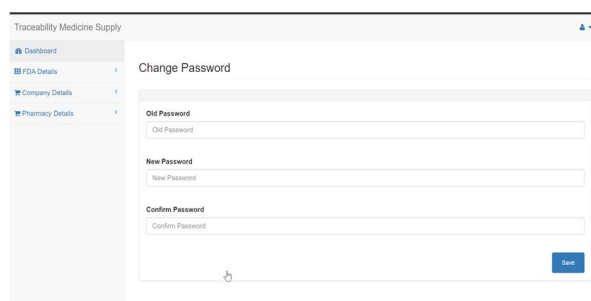 Traceability Medicine Supply
Dashboard
FDA Details
Company Details
Pharmacy Details
Change Password
Old Password
Old Password
New Password
New Password
Confirm Password
Confirm Password
Save